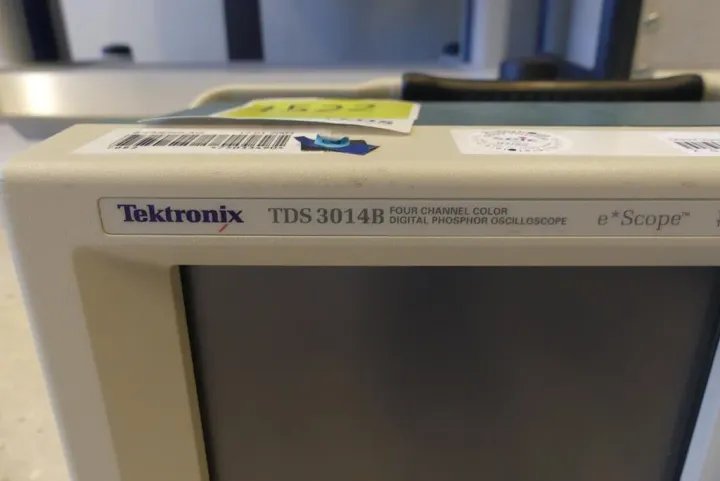 Tektronix TDS 3014B FOUR CHANNEL COLOR
DIGITAL PHOSPHOR OSCILLOSCOPE e*Scope™